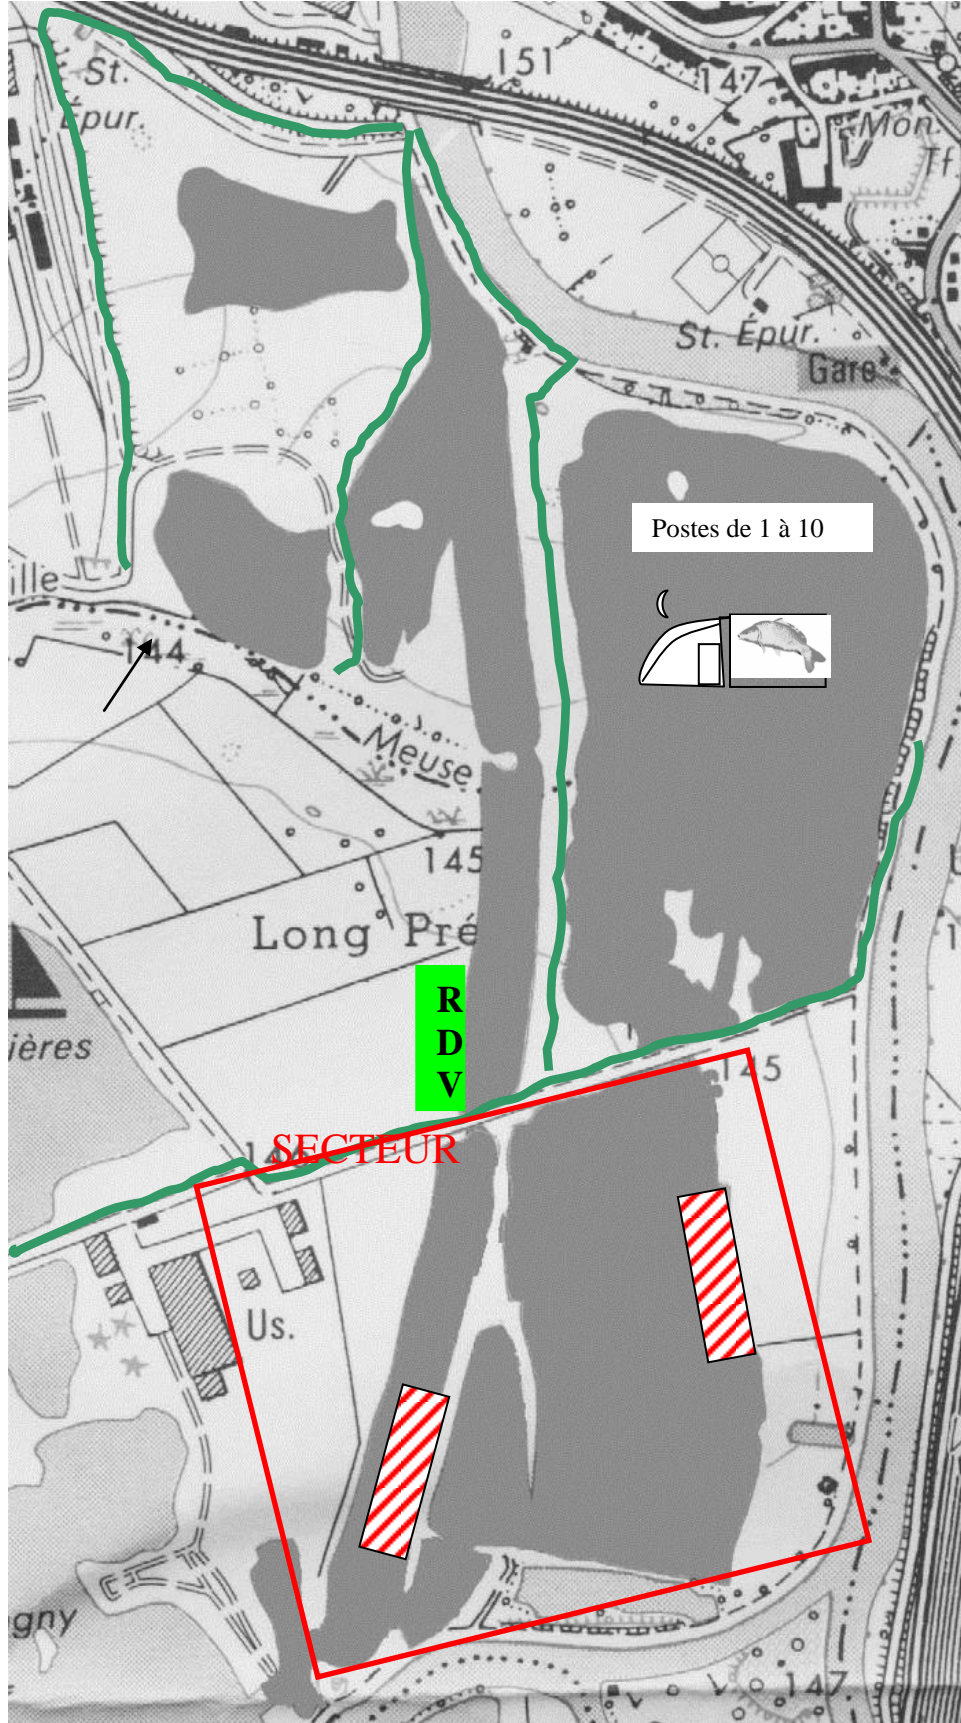 151
147
St.
Épur.
Mon.
Tf
St. Épur.
Gare
Postes de 1 à 10
ille
144
Meuse
145
Long Pré
R
D
V
ières
145
SECTEUR
Us.
gny
147